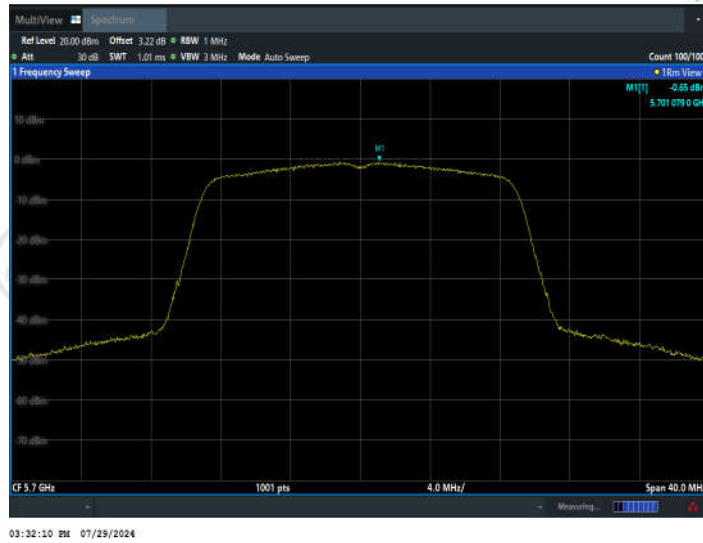 MultiView Spectrum
Ref Level 20.00 dBm Offset 3.22 dB RBW 1 MHz
Att 30 dB SWT 1.01 ms VBW 3 MHz Mode Auto Sweep Count 100/100
1 Frequency Sweep 1Rm View
M1[1] -0.65 dBm
5.701 079 0 GH
10 dBm
M1
0 dBm
-10 dBm
-20 dBm
-30 dBm
-40 dBm
-50 dBm
-60 dBm
-70 dBm
CF 5.7 GHz 1001 pts 4.0 MHz/ Span 40.0 MH
Measuring...
03:32:10 PM 07/29/2024